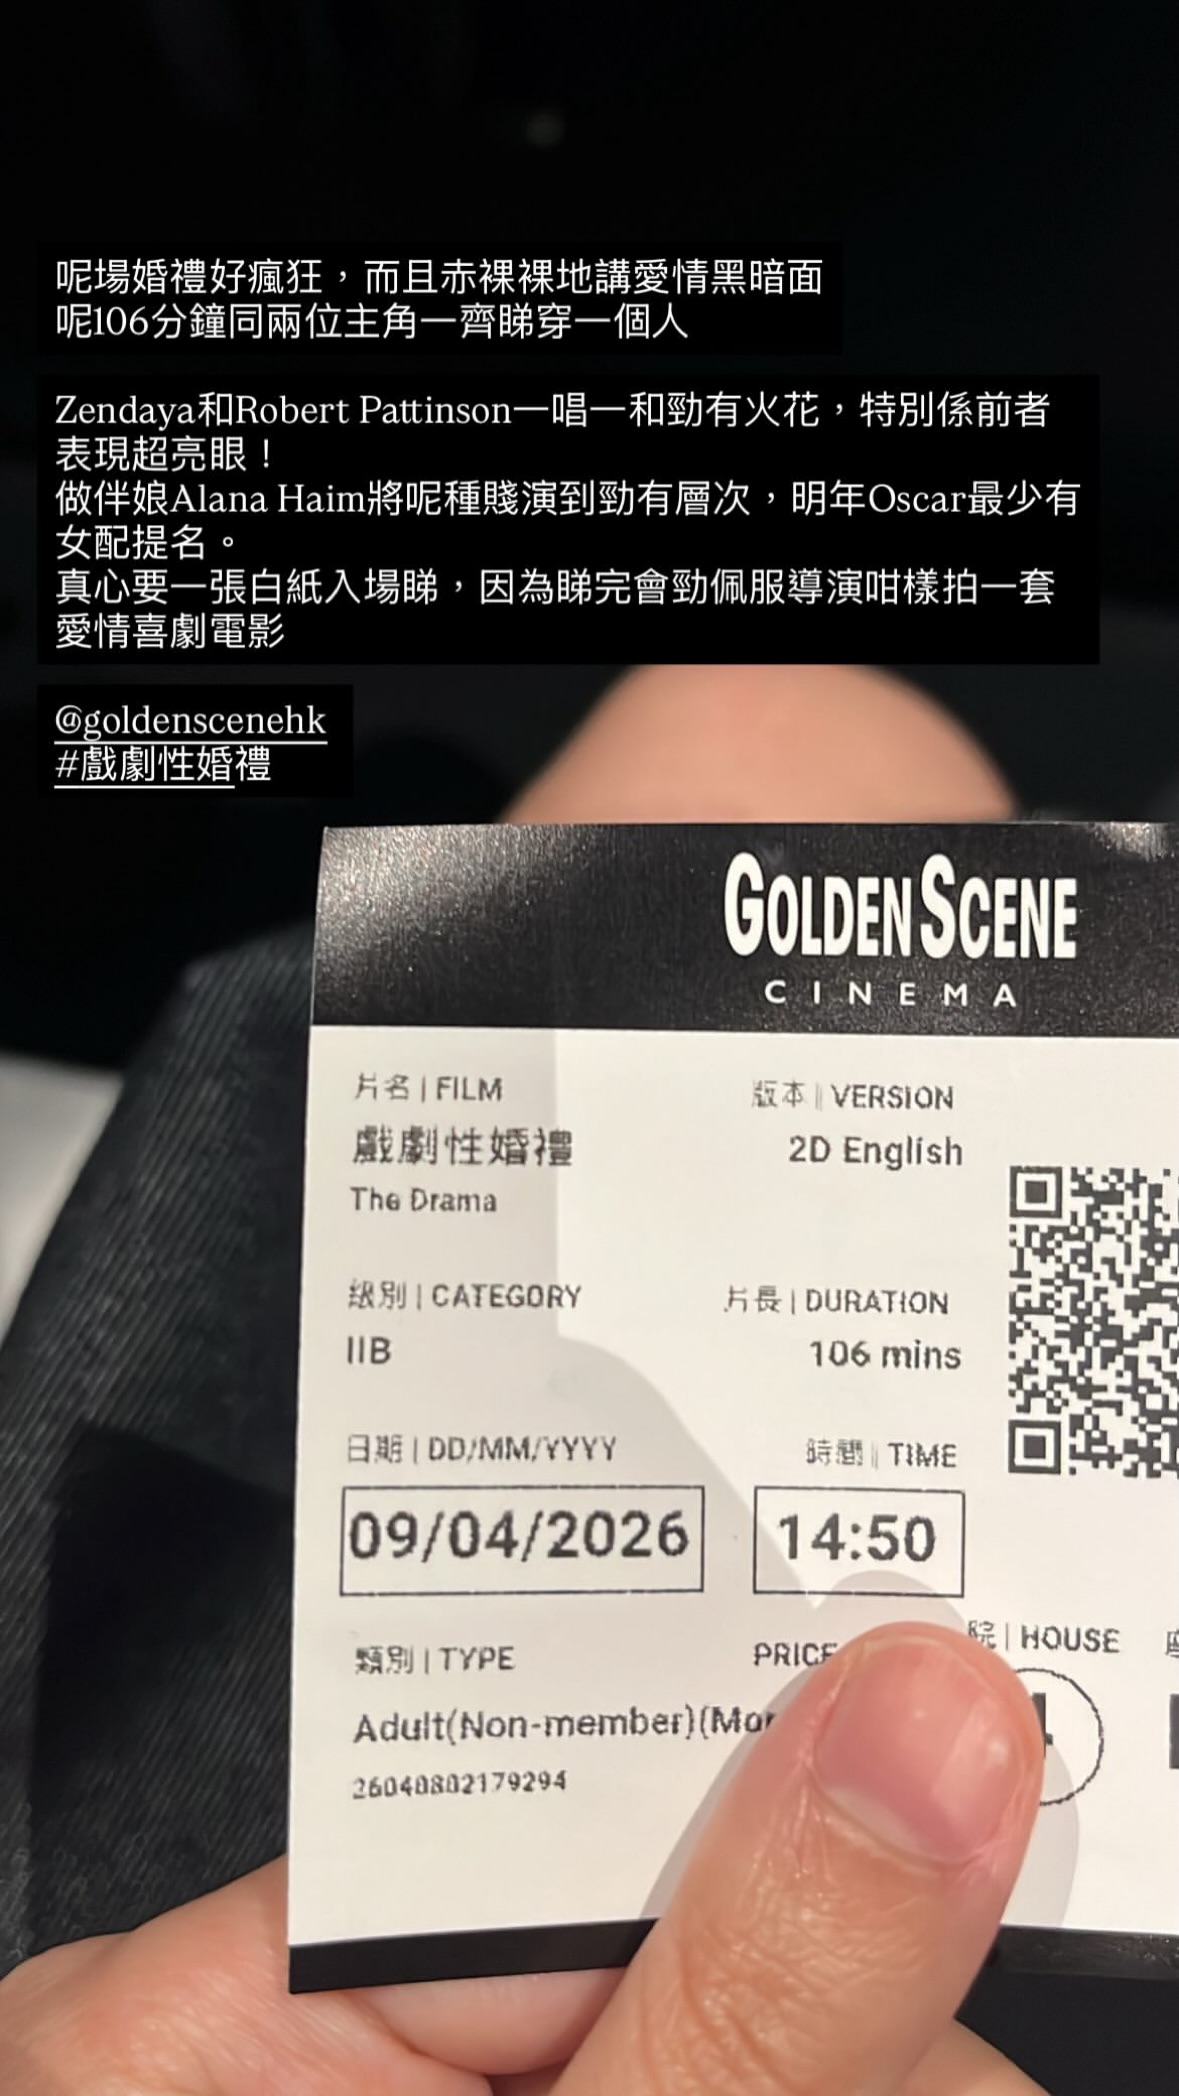 呢場婚禮好瘋狂，而且赤裸裸地講愛情黑暗面
呢106分鐘同兩位主角一齊睇穿一個人
Zendaya和Robert Pattinson一唱一和勁有火花，特別係前者
表現超亮眼！
做伴娘Alana Haim將呢種賤演到勁有層次，明年Oscar最少有
女配提名。
真心要一張白紙入場睇，因為睇完會勁佩服導演咁樣拍一套
愛情喜劇電影
@goldenscenehk
#戲劇性婚禮
GOLDEN SCENE
CINEMA
片名 | FILM
版本 | VERSION
戲劇性婚禮
2D English
The Drama
級別 | CATEGORY
片長 | DURATION
IIB
106 mins
日期 | DD/MM/YYYY
時間 | TIME
09/04/2026
14:50
類別 | TYPE
PRICE
院 | HOUSE
Adult(Non-member)
26040802179294